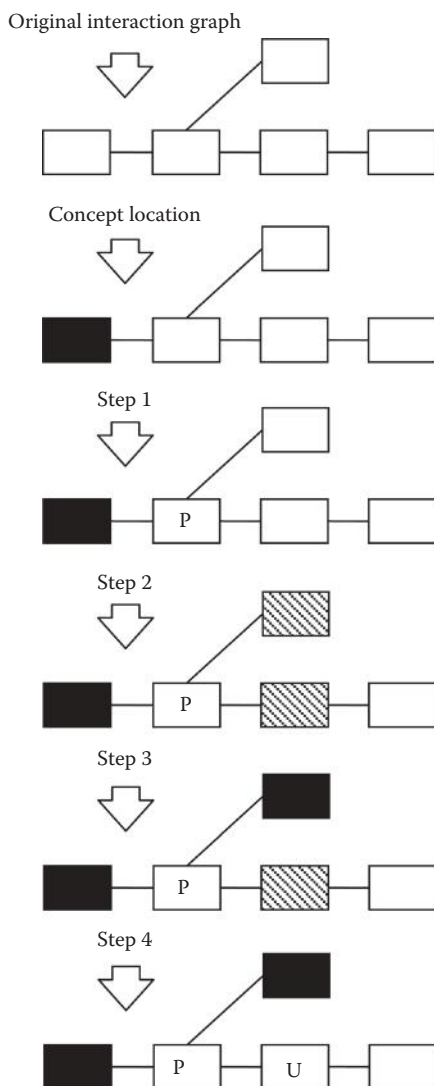 Original interaction graph
Concept location
Step 1
P
Step 2
P
Step 3
P
Step 4
P
U